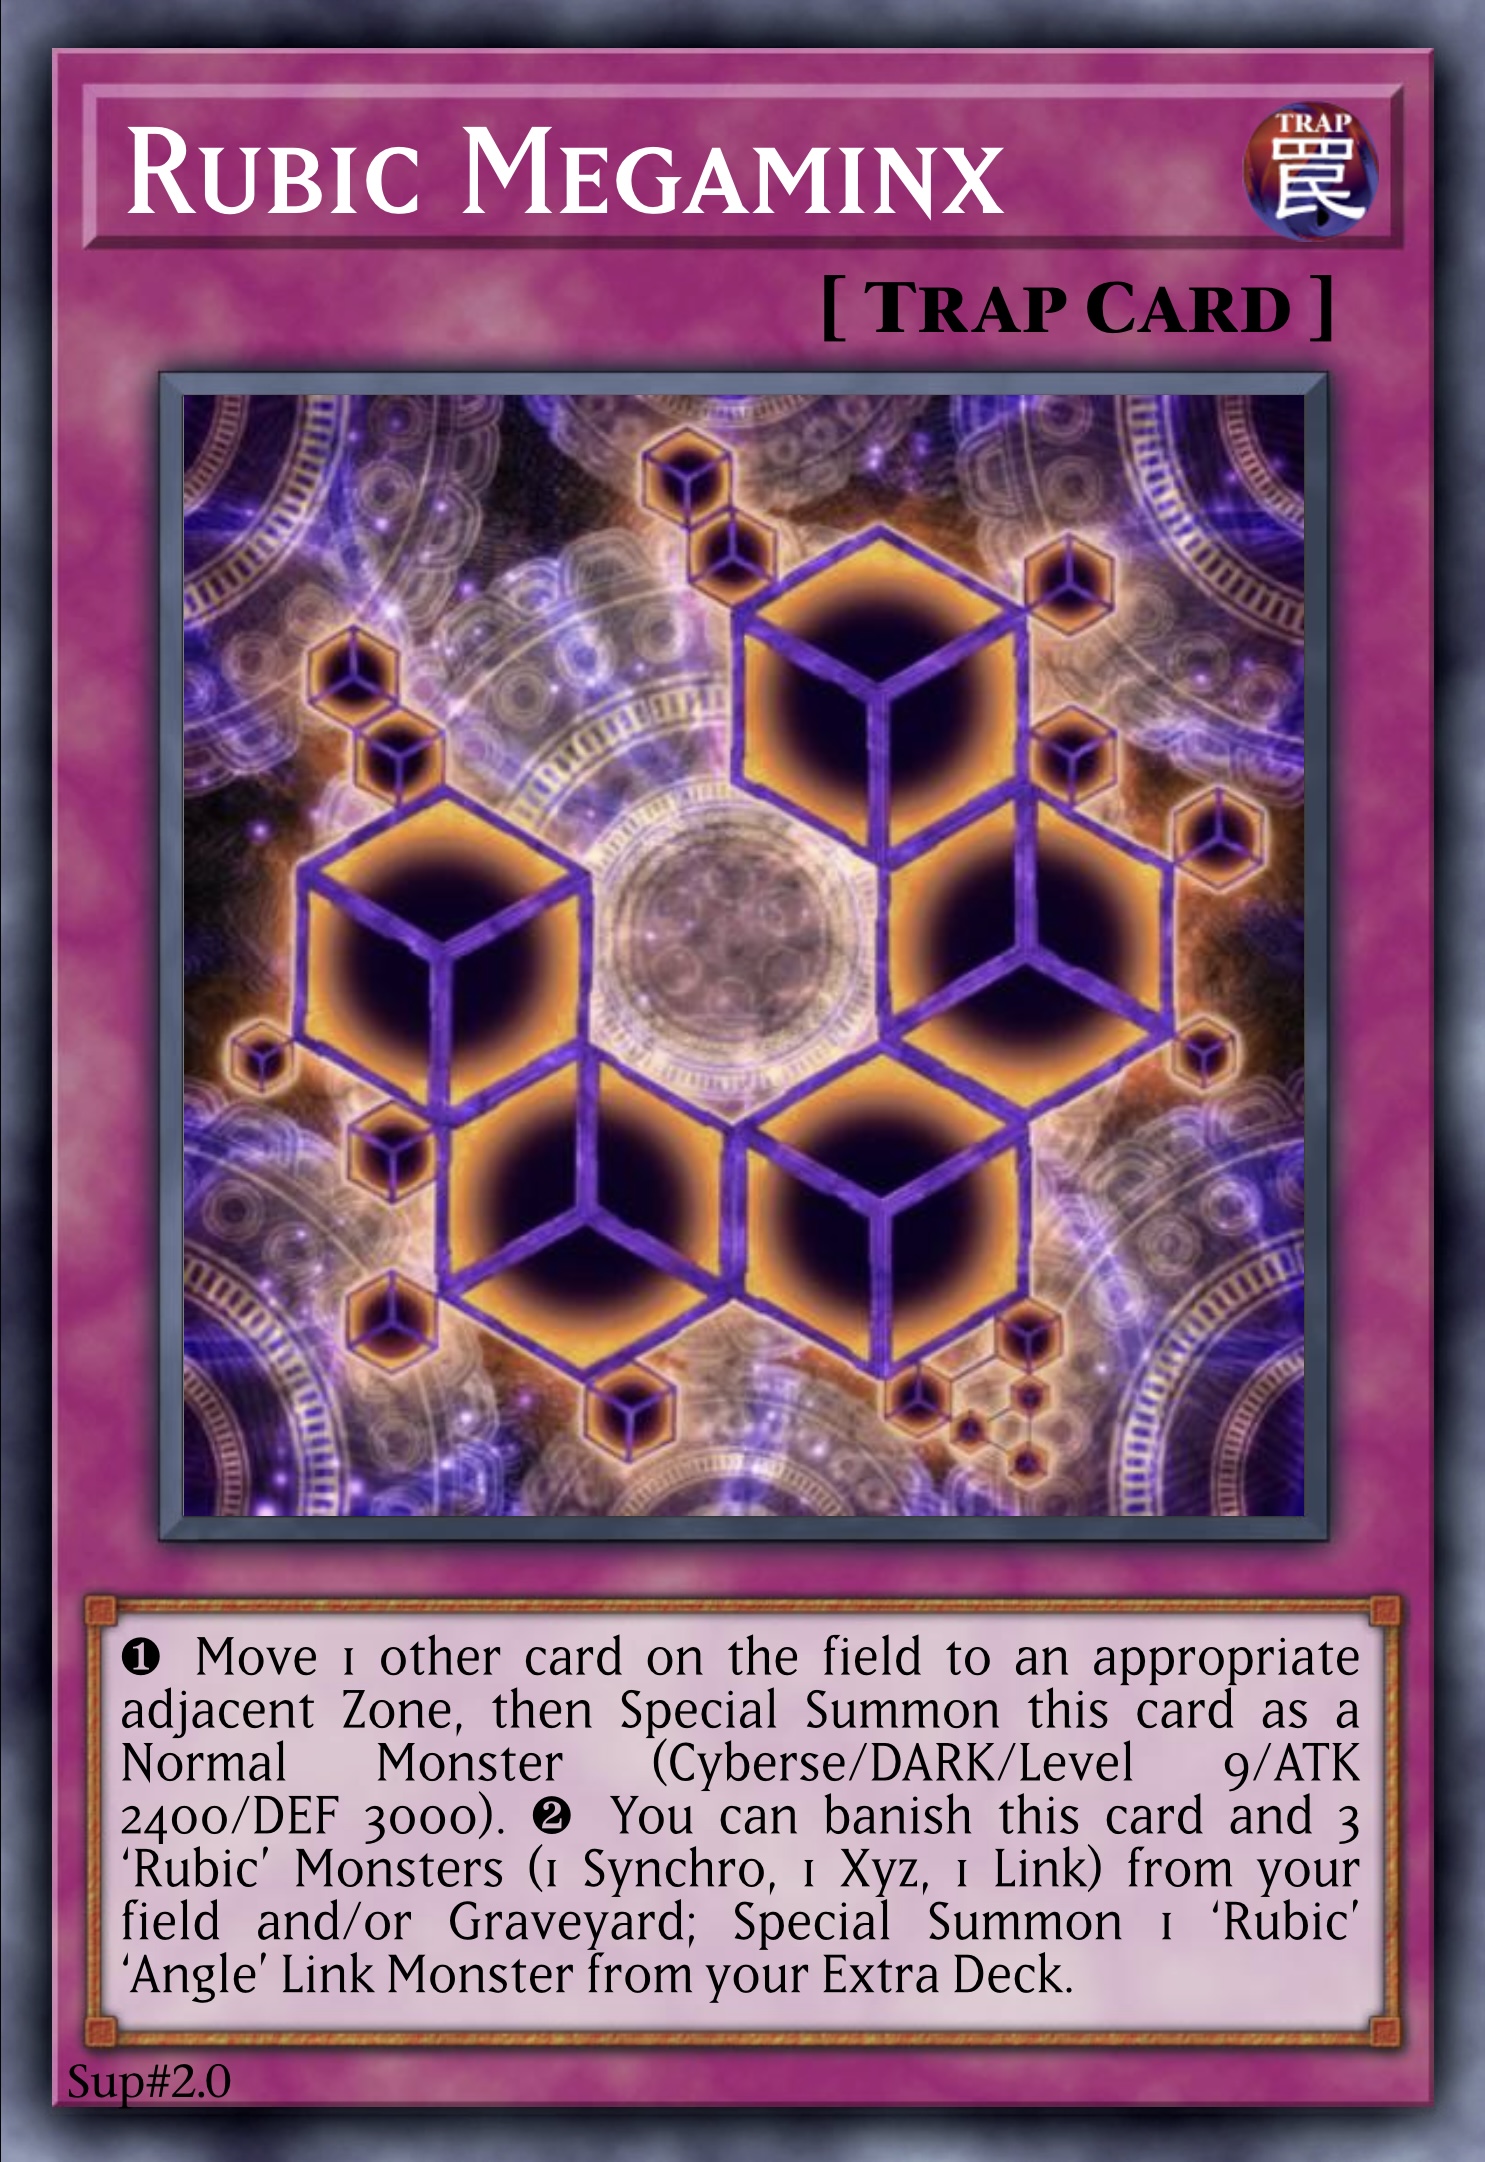 Rubic Megaminx
TRAP
罠
[ Trap Card ]
❶ Move 1 other card on the field to an appropriate
adjacent Zone, then Special Summon this card as a
Normal Monster (Cyberse/DARK/Level 9/ATK
2400/DEF 3000). ❷ You can banish this card and 3
‘Rubic’ Monsters (1 Synchro, 1 Xyz, 1 Link) from your
field and/or Graveyard; Special Summon 1 ‘Rubic’
‘Angle’ Link Monster from your Extra Deck.
Sup#2.0